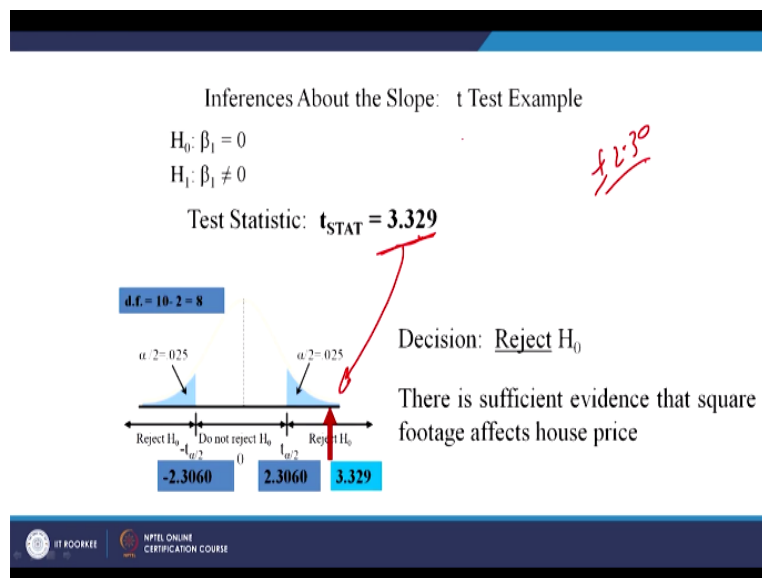 Inferences About the Slope: t Test Example
H₀: β₁ = 0
H₁: β₁ ≠ 0
±2.30
Test Statistic: tSTAT = 3.329
d.f. = 10- 2 = 8
α/2=025
α/2=025
Decision: Reject H₀
There is sufficient evidence that square
footage affects house price
Reject H₀
Do not reject H₀
Reject H₀
-tα/2
0
tα/2
-2.3060
2.3060
3.329
IIT ROORKEE
NPTEL ONLINE
CERTIFICATION COURSE